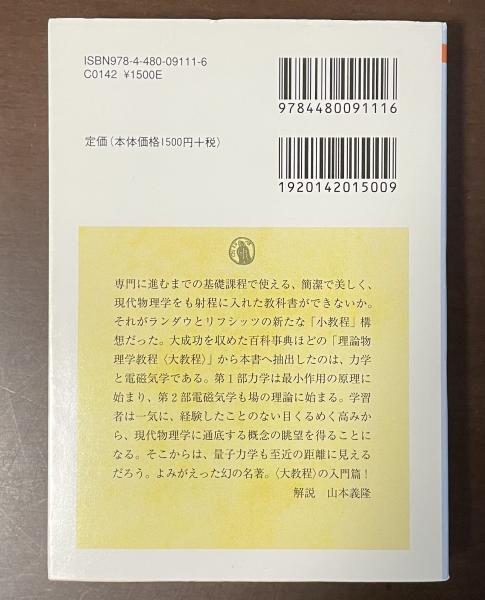 ISBN978-4-480-09111-6
C0142 ¥1500E
9784480091116
定価(本体価格1500円+税)
1920142015009
専門に進むまでの基礎課程で使える、簡潔で美しく、
現代物理学をも射程に入れた教科書ができないか。
それがランダウとリフシッツの新たな「小教程」構
想だった。大成功を収めた百科事典ほどの「理論物
理学教程〈大教程〉」から本書へ抽出したのは、力学
と電磁気学である。第1部力学は最小作用の原理に
始まり、第2部電磁気学も場の理論に始まる。学習
者は一気に、経験したことのない目くるめく高みか
ら、現代物理学に通底する概念の眺望を得ることに
なる。そこからは、量子力学も至近の距離に見える
だろう。よみがえった幻の名著。〈大教程〉の入門篇!
解説 山本義隆